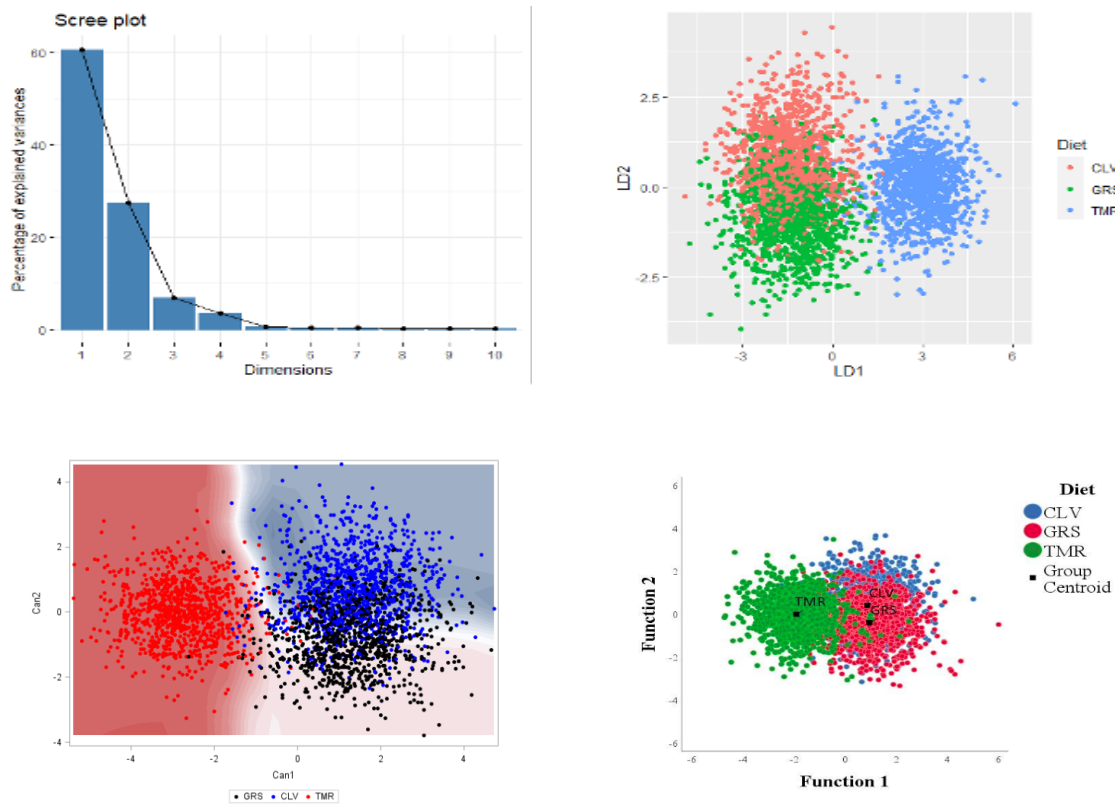 Scree plot
Percentage of explained variances
60
40
20
0
1 2 3 4 5 6 7 8 9 10
Dimensions
LD2
2.5
0.0
-2.5
-3 0 3 6
LD1
Diet
CLV
GRS
TMR
Can2
4
2
0
-2
-4
-4 -2 0 2 4
Can1
GRS CLV TMR
Function 2
6
4
2
0
-2
-4
-6
TMR
CLV
GRS
-6 -4 -2 0 2 4 6
Function 1
Diet
CLV
GRS
TMR
Group
Centroid